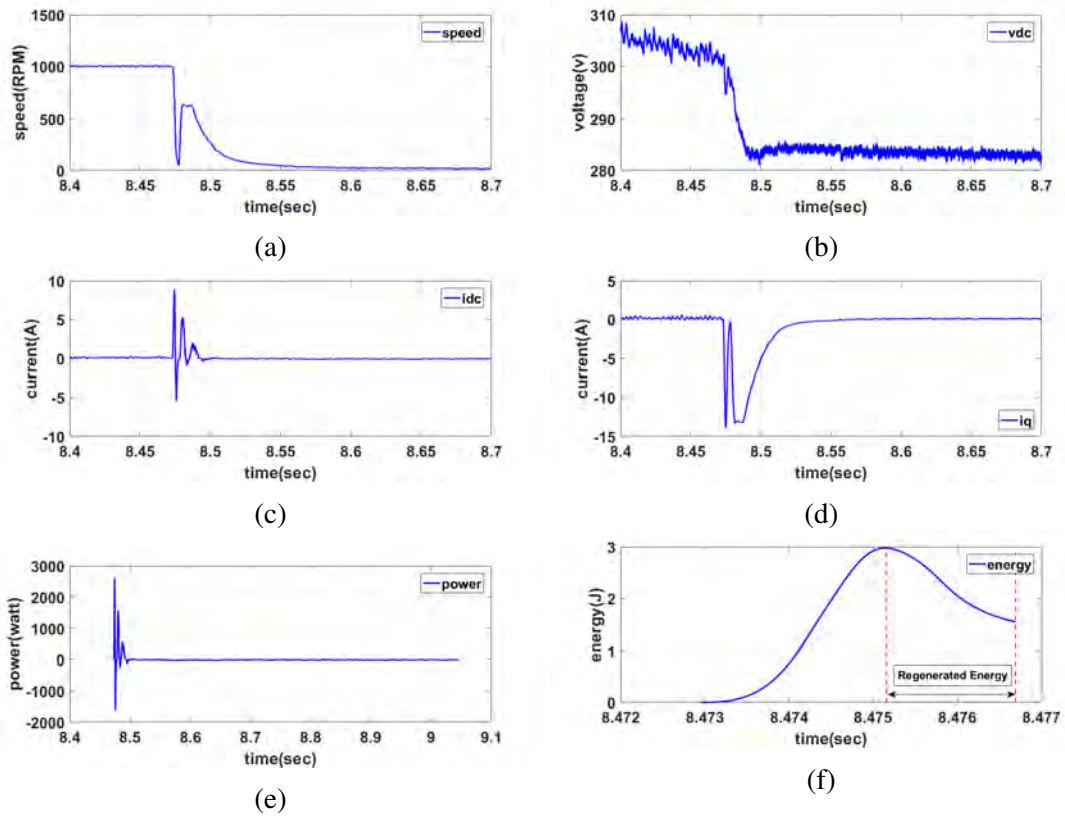 1500
1000
500
0
speed(RPM)
speed
8.4
8.45
8.5
8.55
8.6
8.65
8.7
time(sec)
(a)
310
300
290
280
voltage(v)
vdc
8.4
8.45
8.5
8.55
8.6
8.65
8.7
time(sec)
(b)
10
5
0
-5
-10
current(A)
idc
8.4
8.45
8.5
8.55
8.6
8.65
8.7
time(sec)
(c)
5
0
-5
-10
-15
current(A)
iq
8.4
8.45
8.5
8.55
8.6
8.65
8.7
time(sec)
(d)
3000
2000
1000
0
-1000
-2000
power(watt)
power
8.4
8.5
8.6
8.7
8.8
8.9
9
9.1
time(sec)
(e)
3
2
1
0
energy(J)
energy
Regenerated Energy
8.472
8.473
8.474
8.475
8.476
8.477
time(sec)
(f)